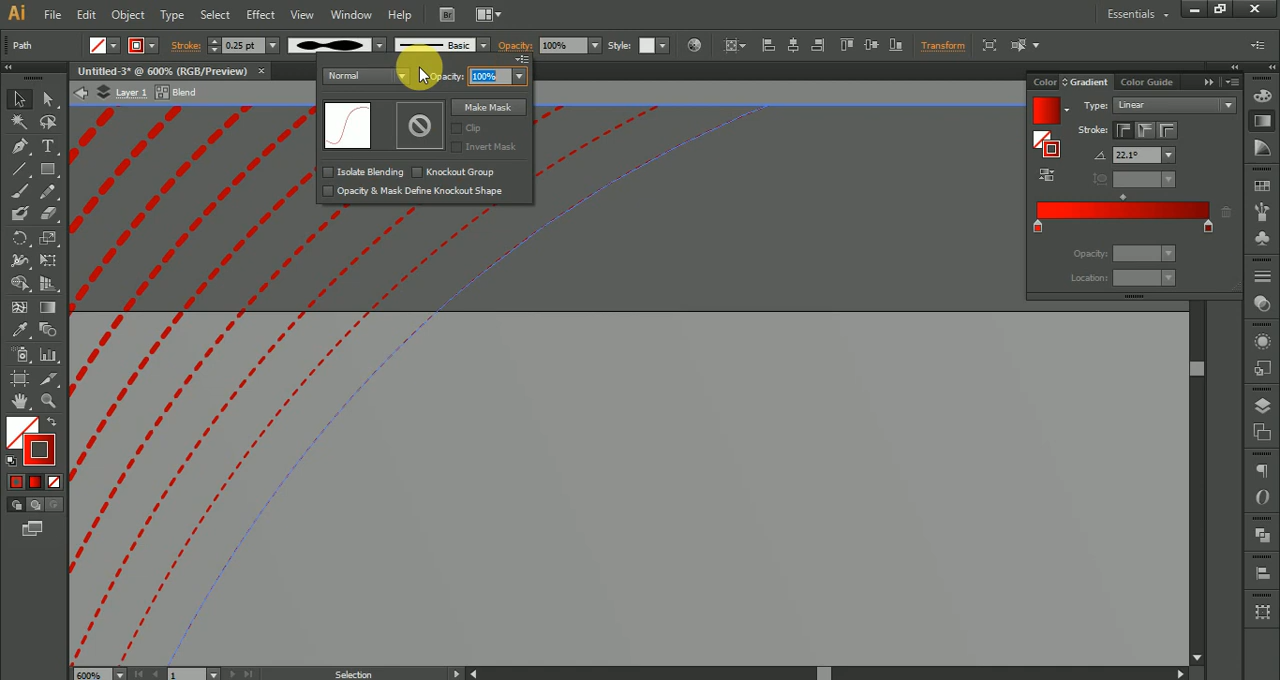 Ai File Edit Object Type Select Effect View Window Help Br Essentials
Path Stroke: 0.25 pt Basic Opacity: 100% Style: Transform
Untitled-3* @ 600% (RGB/Preview) ×
Layer 1 Blend
Normal Opacity: 100%
Make Mask
Clip
Invert Mask
Isolate Blending Knockout Group
Opacity & Mask Define Knockout Shape
Color Gradient Color Guide
Type: Linear
Stroke:
22.1°
Opacity:
Location:
600% 1 Selection